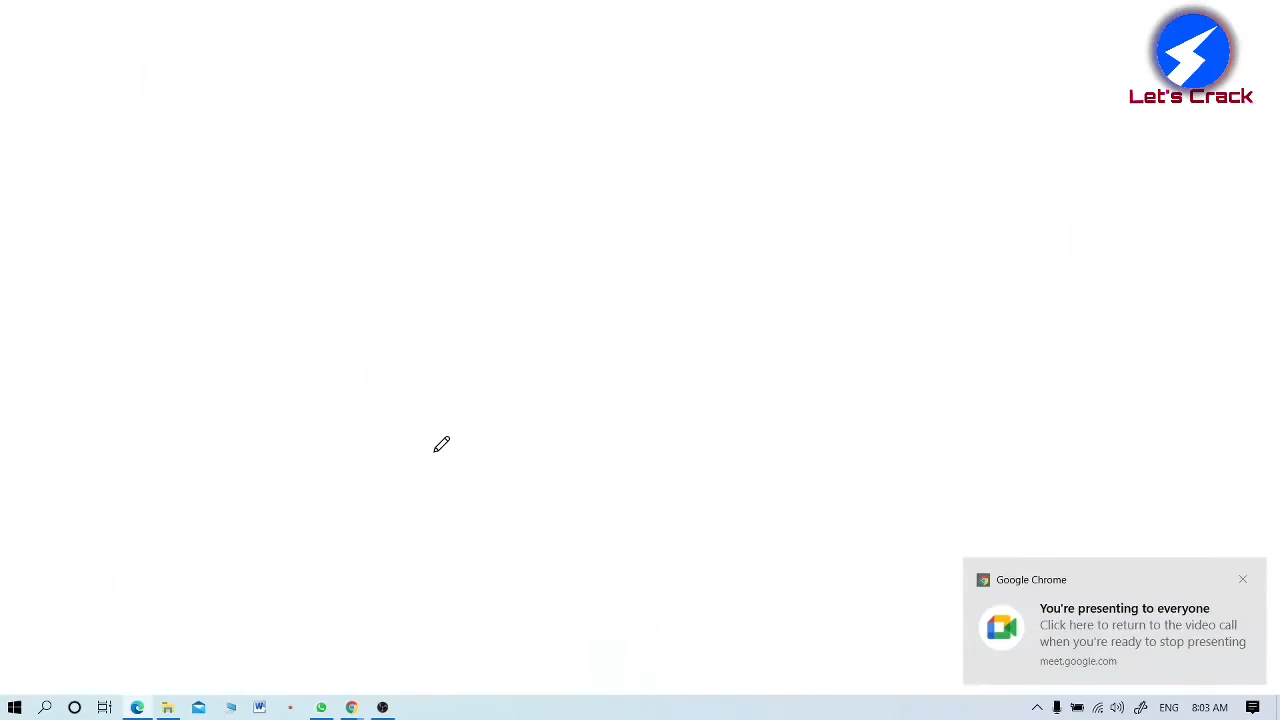 Let's Crack
Google Chrome
You're presenting to everyone
Click here to return to the video call
when you're ready to stop presenting
meet.google.com
ENG
8:03 AM